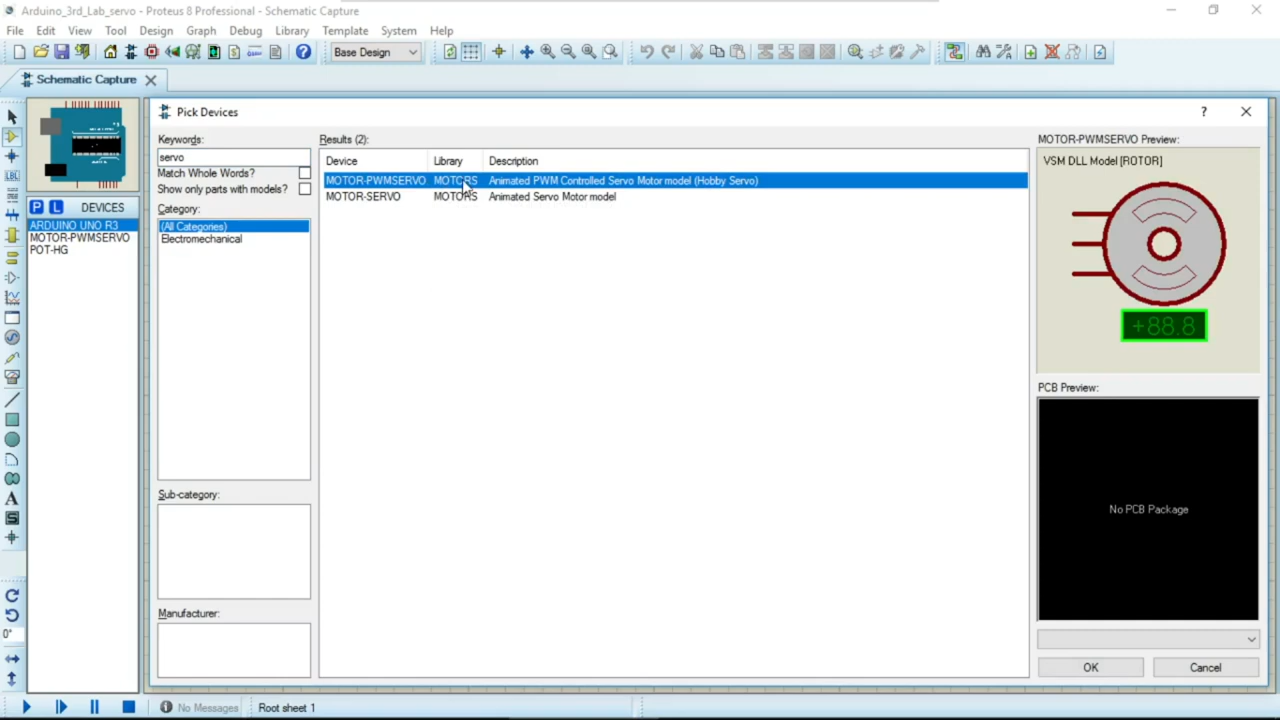 Arduino_3rd_Lab_servo - Proteus 8 Professional - Schematic Capture
File Edit View Tool Design Graph Debug Library Template System Help
Base Design
Schematic Capture
Pick Devices
Keywords:
servo
Match Whole Words?
Show only parts with models?
Category:
(All Categories)
Electromechanical
Sub-category:
Manufacturer:
Results (2):
Device Library Description
MOTOR-PWMSERVO MOTORS Animated PWM Controlled Servo Motor model (Hobby Servo)
MOTOR-SERVO MOTORS Animated Servo Motor model
MOTOR-PWMSERVO Preview:
VSM DLL Model [ROTOR]
+88.8
PCB Preview:
No PCB Package
OK Cancel
P L DEVICES
ARDUINO UNO R3
MOTOR-PWMSERVO
POT-HG
LBL
A
S
0°
No Messages Root sheet 1